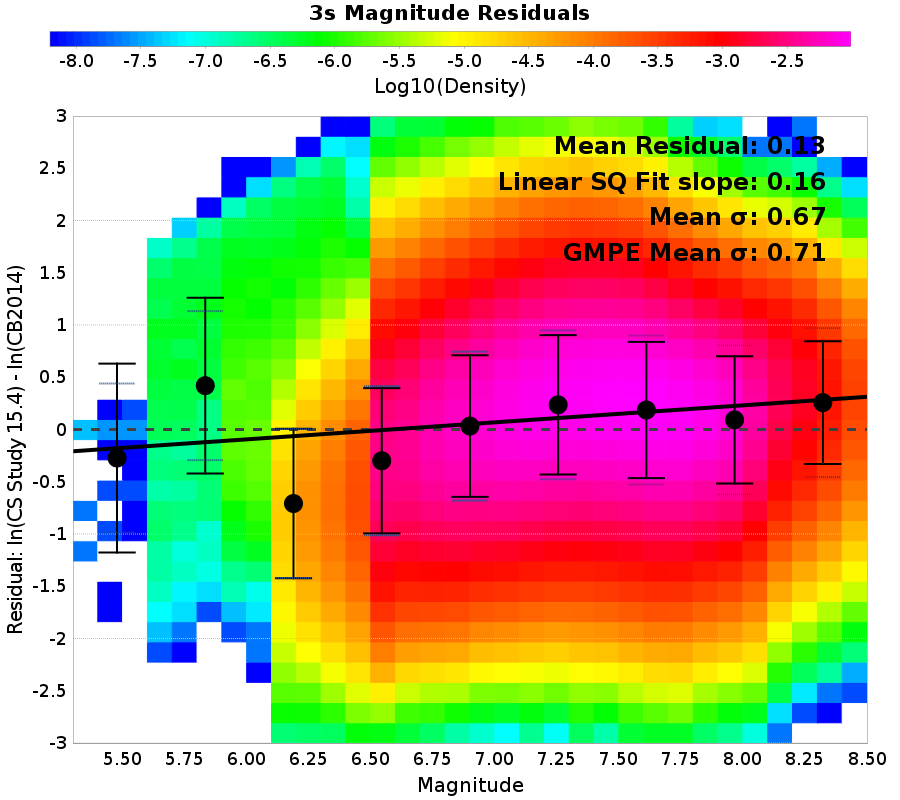 3s Magnitude Residuals
-8.0 -7.5 -7.0 -6.5 -6.0 -5.5 -5.0 -4.5 -4.0 -3.5 -3.0 -2.5
Log10(Density)
Mean Residual: 0.13
Linear SQ Fit slope: 0.16
Mean σ: 0.67
GMPE Mean σ: 0.71
Residual: ln(CS Study 15.4) - ln(CB2014)
3
2.5
2
1.5
1
0.5
0
-0.5
-1
-1.5
-2
-2.5
-3
5.50 5.75 6.00 6.25 6.50 6.75 7.00 7.25 7.50 7.75 8.00 8.25 8.50
Magnitude